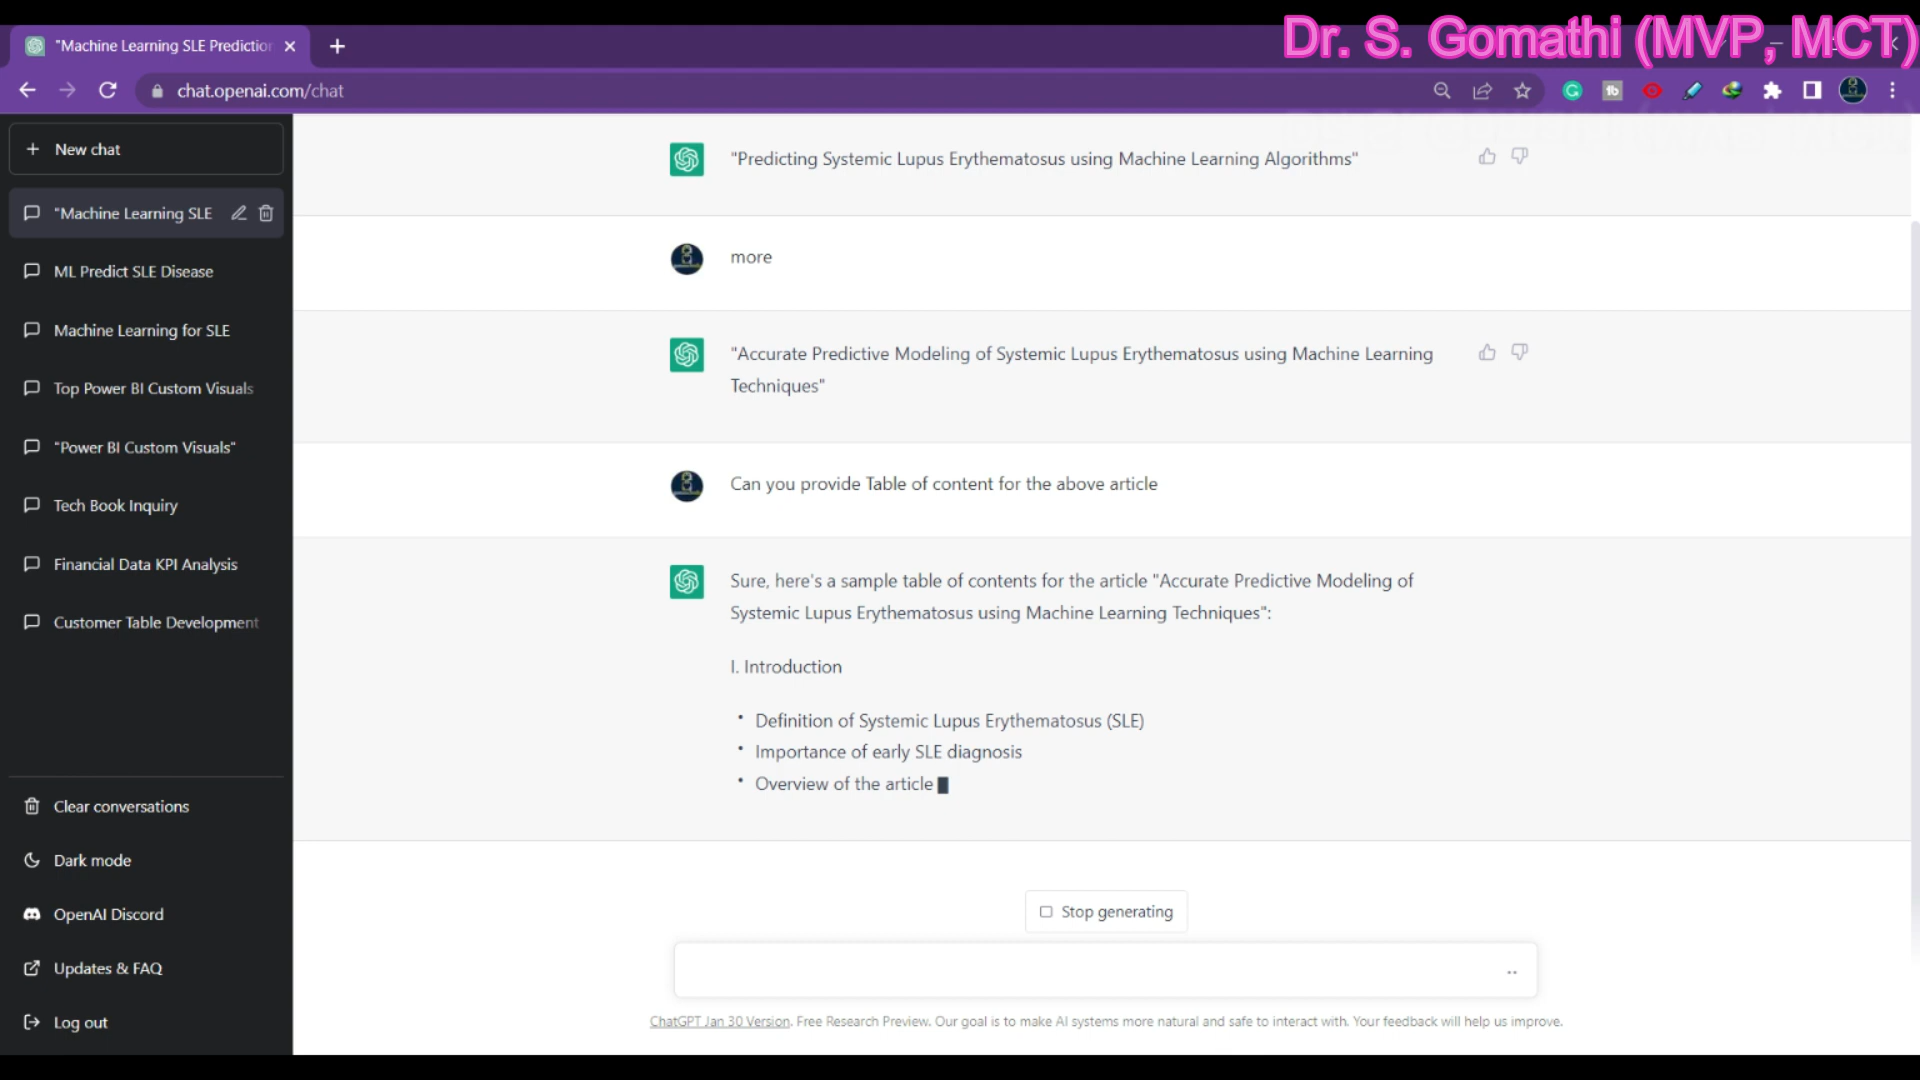 Dr. S. Gomathi (MVP, MCT)
"Machine Learning SLE Prediction
chat.openai.com/chat
New chat
"Machine Learning SLE
ML Predict SLE Disease
Machine Learning for SLE
Top Power BI Custom Visuals
"Power BI Custom Visuals"
Tech Book Inquiry
Financial Data KPI Analysis
Customer Table Development
Clear conversations
Dark mode
OpenAI Discord
Updates & FAQ
Log out
"Predicting Systemic Lupus Erythematosus using Machine Learning Algorithms"
more
"Accurate Predictive Modeling of Systemic Lupus Erythematosus using Machine Learning
Techniques"
Can you provide Table of content for the above article
Sure, here's a sample table of contents for the article "Accurate Predictive Modeling of
Systemic Lupus Erythematosus using Machine Learning Techniques":
I. Introduction
• Definition of Systemic Lupus Erythematosus (SLE)
• Importance of early SLE diagnosis
• Overview of the article
Stop generating
ChatGPT Jan 30 Version. Free Research Preview. Our goal is to make AI systems more natural and safe to interact with. Your feedback will help us improve.